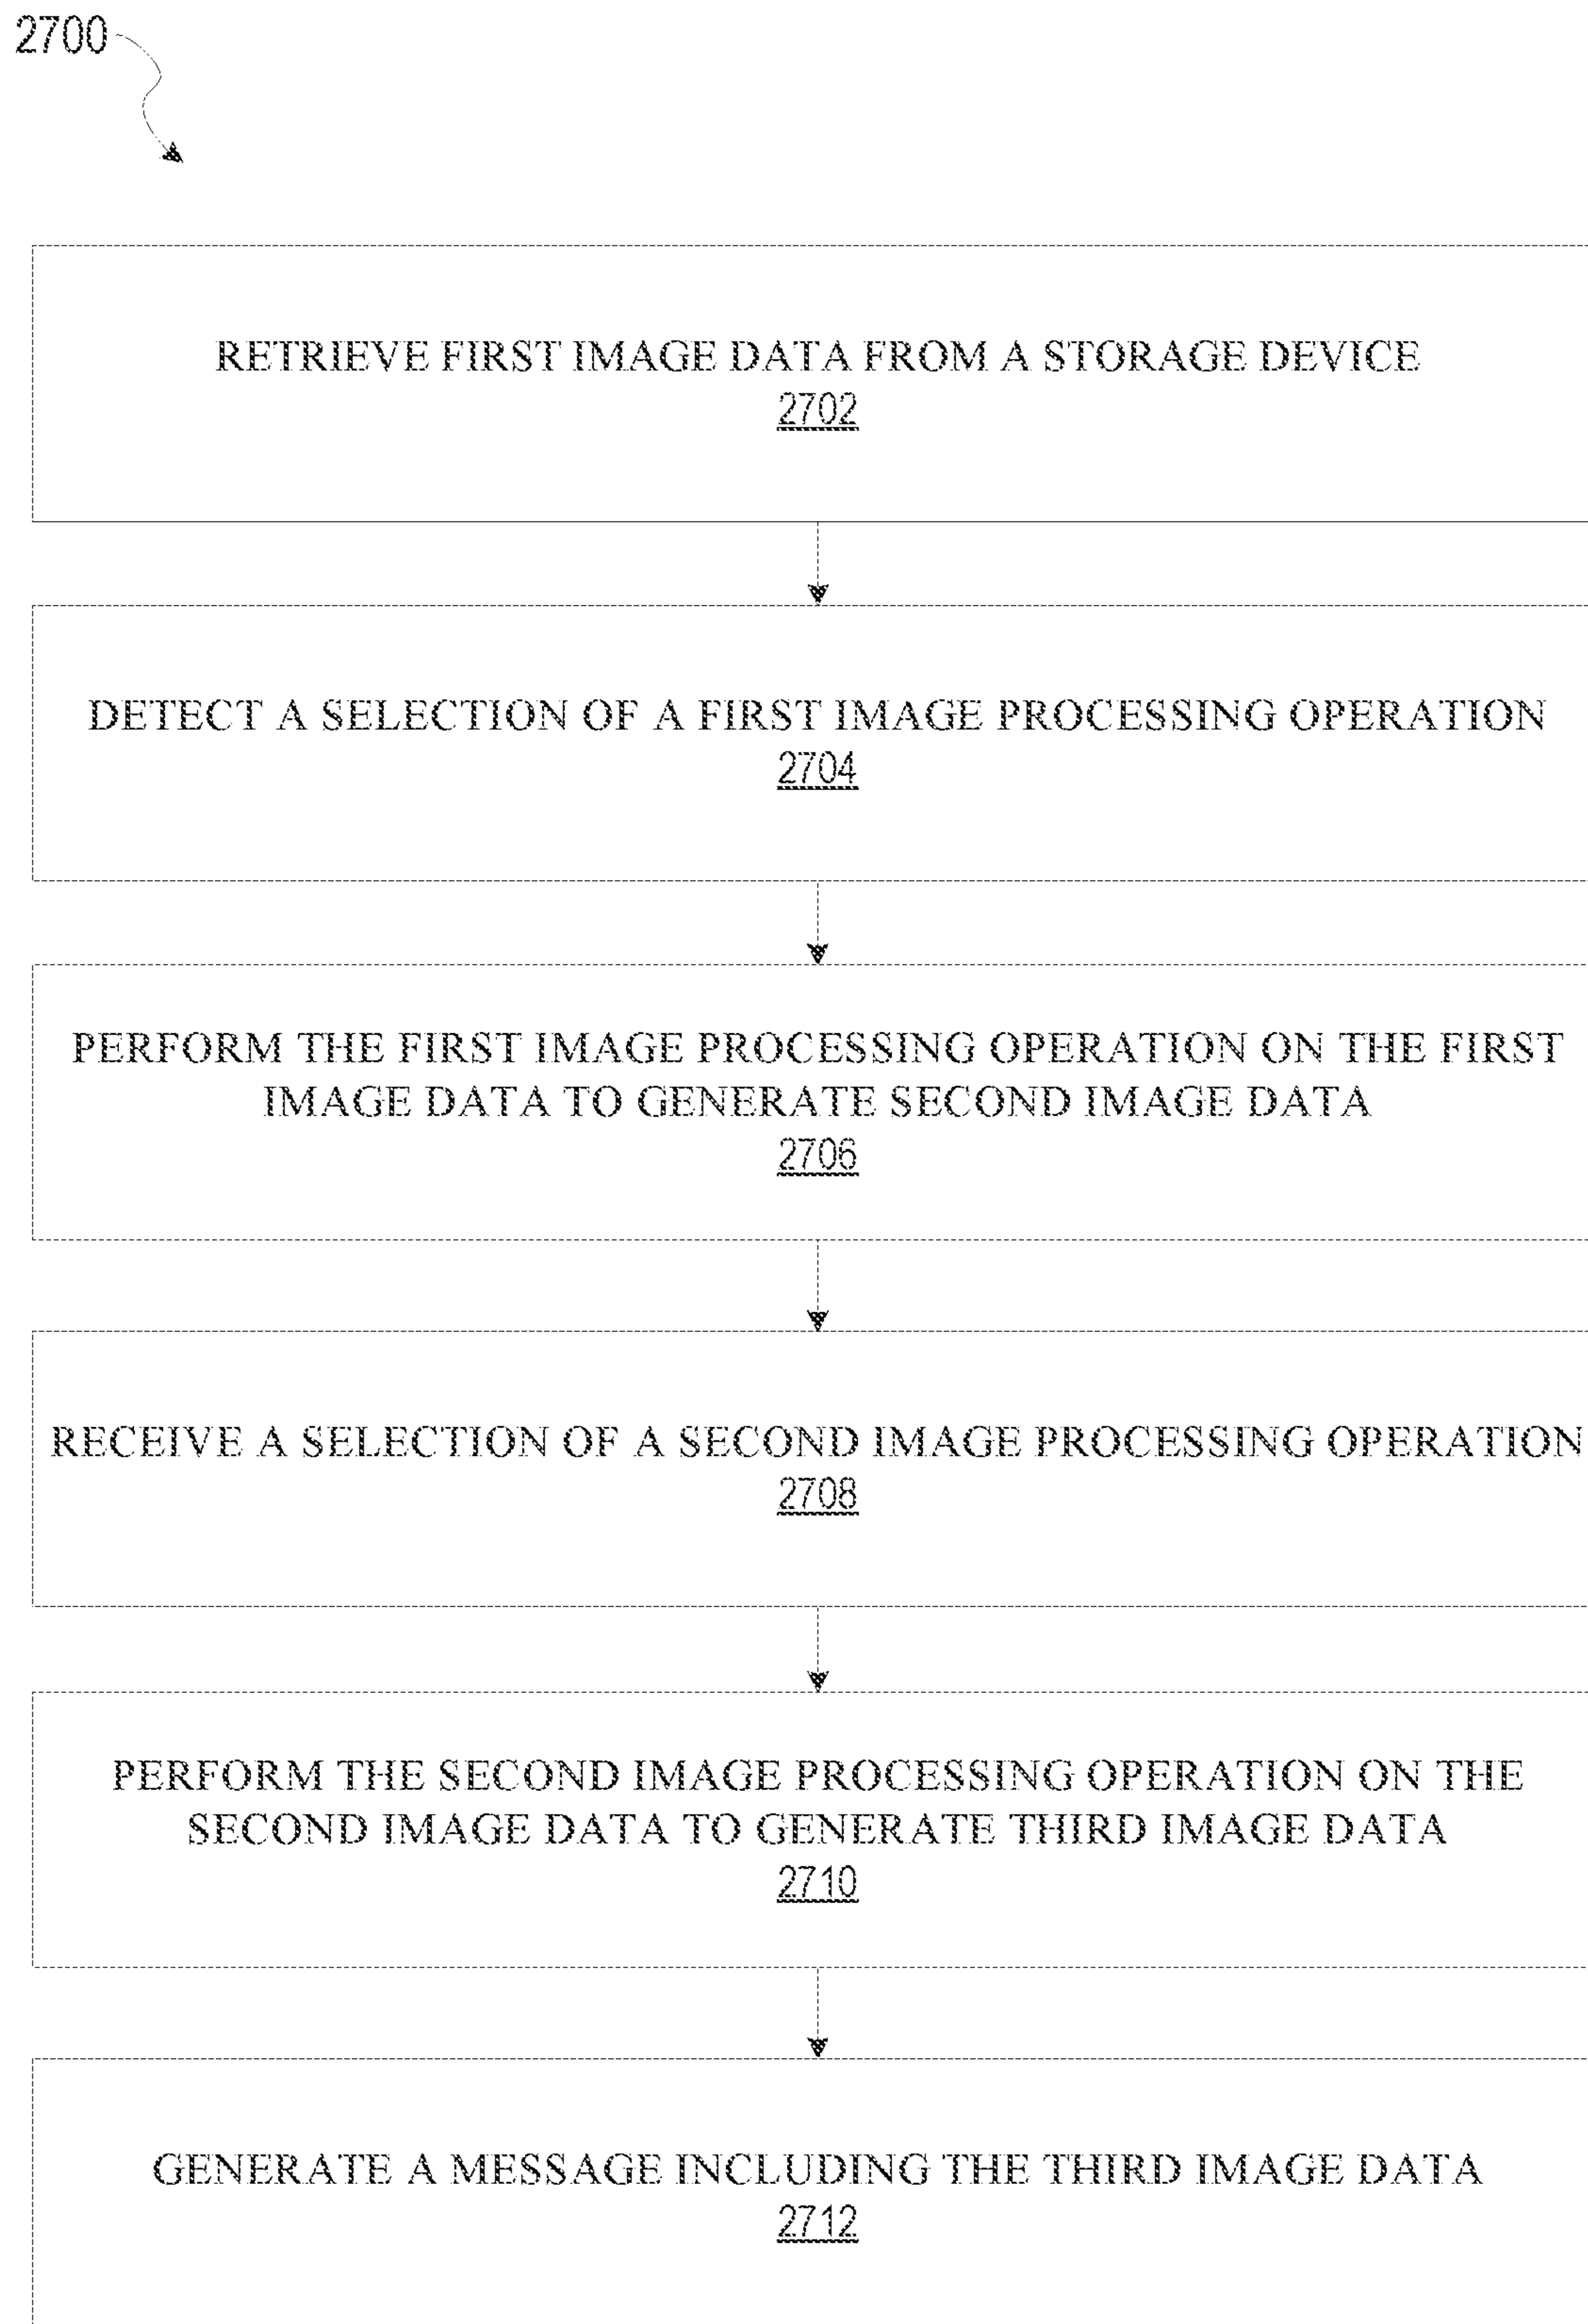 2700
RETRIEVE FIRST IMAGE DATA FROM A STORAGE DEVICE
2702
DETECT A SELECTION OF A FIRST IMAGE PROCESSING OPERATION
2704
PERFORM THE FIRST IMAGE PROCESSING OPERATION ON THE FIRST
IMAGE DATA TO GENERATE SECOND IMAGE DATA
2706
RECEIVE A SELECTION OF A SECOND IMAGE PROCESSING OPERATION
2708
PERFORM THE SECOND IMAGE PROCESSING OPERATION ON THE
SECOND IMAGE DATA TO GENERATE THIRD IMAGE DATA
2710
GENERATE A MESSAGE INCLUDING THE THIRD IMAGE DATA
2712